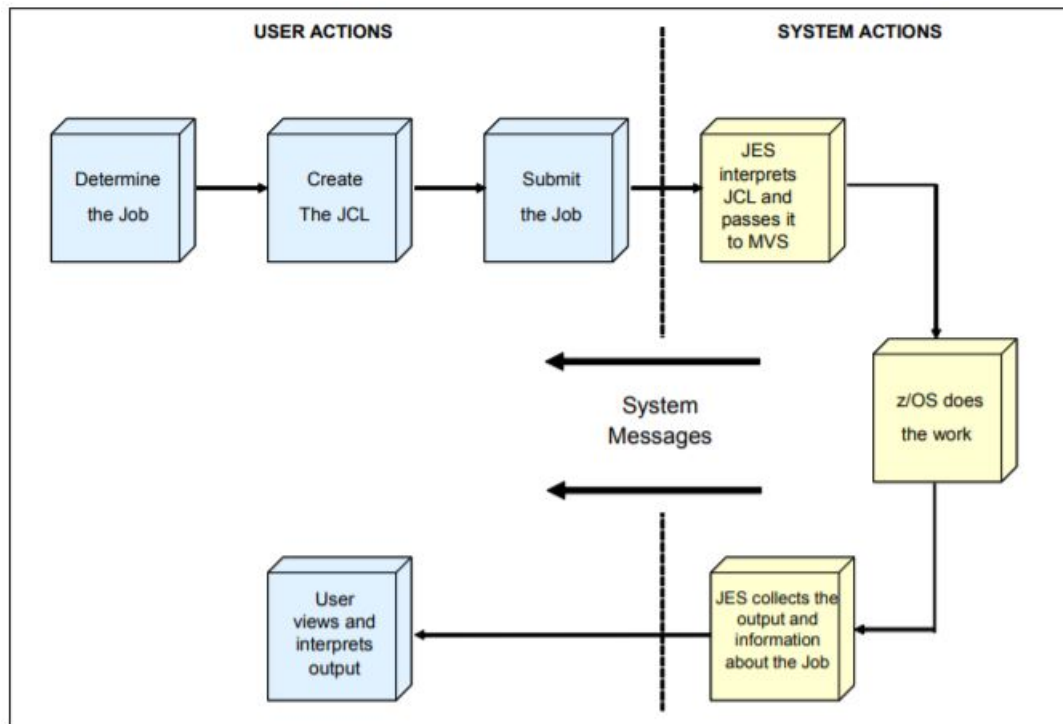 USER ACTIONS
SYSTEM ACTIONS
Determine
the Job
Create
The JCL
Submit
the Job
JES
interprets
JCL and
passes it
to MVS
z/OS does
the work
System
Messages
JES collects the
output and
information
about the Job
User
views and
interprets
output